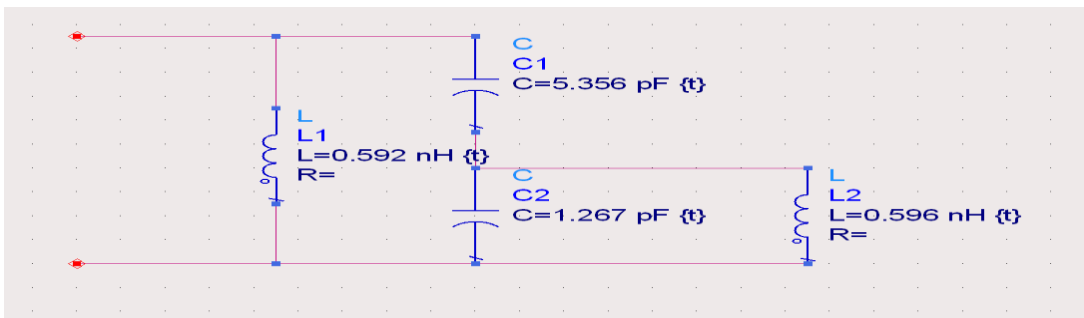 C
C1
C=5.356 pF {t}
L
L1
L=0.592 nH {t}
R=
C
C2
C=1.267 pF {t}
L
L2
L=0.596 nH {t}
R=